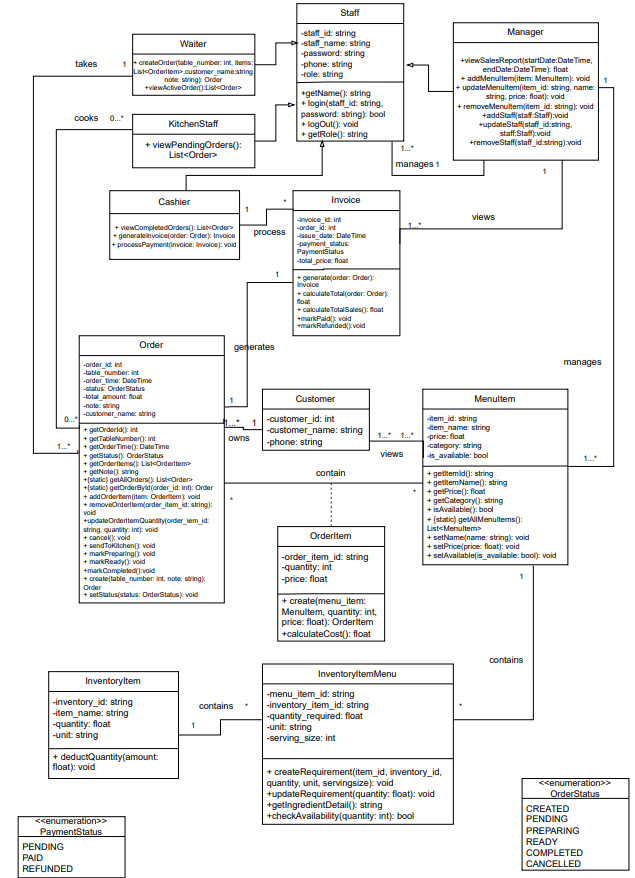 Staff
-staff_id: string
-staff_name: string
-password: string
-phone: string
-role: string
+getName(): string
+ login(staff_id: string,
password: string): bool
+ logOut(): void
+ getRole(): string
Waiter
+ createOrder(table_number: int, items:
List<OrderItem>,customer_name:string
note: string): Order
+viewActiveOrder():List<Order>
Manager
+viewSalesReport(startDate:DateTime,
endDate:DateTime): float
+ addMenuItem(item: MenuItem): void
+ updateMenuItem(item_id: string, name:
string, price: float): void
+ removeMenuItem(item_id: string): void
+addStaff(staff:Staff):void
+updateStaff(staff_id:string,
staff:Staff):void
+removeStaff(staff_id:string):void
takes
1
1
cooks
0...*
KitchenStaff
+ viewPendingOrders():
List<Order>
1...*
manages 1
1
Cashier
+ viewCompletedOrders(): List<Order>
+ generateInvoice(order: Order): Invoice
+ processPayment(invoice: Invoice): void
1
*
process
Invoice
-invoice_id: int
-order_id: int
-issue_date: DateTime
-payment_status:
PaymentStatus
-total_price: float
+ generate(order: Order):
Invoice
+ calculateTotal(order: Order):
float
+ calculateTotalSales(): float
+markPaid(): void
+markRefunded():void
views
1...*
1
generates
1
manages
Order
-order_id: int
-table_number: int
-order_time: DateTime
-status: OrderStatus
-total_amount: float
-note: string
-customer_name: string
+ getOrderId(): int
+ getTableNumber(): int
+ getOrderTime(): DateTime
+ getStatus(): OrderStatus
+ getOrderItems(): List<OrderItem>
+ getNote(): string
+{static} getAllOrders(): List<Order>
+{static} getOrderById(order_id: int): Order
+ addOrderItem(item: OrderItem): void
+ removeOrderItem(order_item_id: string):
void
+updateOrderItemQuantity(order_iem_id:
string, quantity: int): void
+ cancel(): void
+ sendToKitchen(): void
+ markPreparing(): void
+ markReady(): void
+markCompleted():void
+ create(table_number: int, note: string):
Order
+ setStatus(status: OrderStatus): void
0...*
1...*
1...*
1
owns
Customer
-customer_id: int
-customer_name: string
-phone: string
1...*
1...*
views
MenuItem
-item_id: string
-item_name: string
-price: float
-category: string
-is_available: bool
+ getItemId(): string
+ getItemName(): string
+ getPrice(): float
+ getCategory(): string
+ isAvailable(): bool
+ {static} getAllMenuItems():
List<MenuItem>
+ setName(name: string): void
+ setPrice(price: float): void
+ setAvailable(is_available: bool): void
1...*
contain
*
*
OrderItem
-order_item_id: string
-quantity: int
-price: float
+ create(menu_item:
MenuItem, quantity: int,
price: float): OrderItem
+calculateCost(): float
1
contains
InventoryItem
-inventory_id: string
-item_name: string
-quantity: float
-unit: string
+ deductQuantity(amount:
float): void
contains
1
*
InventoryItemMenu
-menu_item_id: string
-inventory_item_id: string
-quantity_required: float
-unit: string
-serving_size: int
+ createRequirement(item_id, inventory_id,
quantity, unit, servingsize): void
+updateRequirement(quantity: float): void
+getIngredientDetail(): string
+checkAvailability(quantity: int): bool
*
<<enumeration>>
PaymentStatus
PENDING
PAID
REFUNDED
<<enumeration>>
OrderStatus
CREATED
PENDING
PREPARING
READY
COMPLETED
CANCELLED